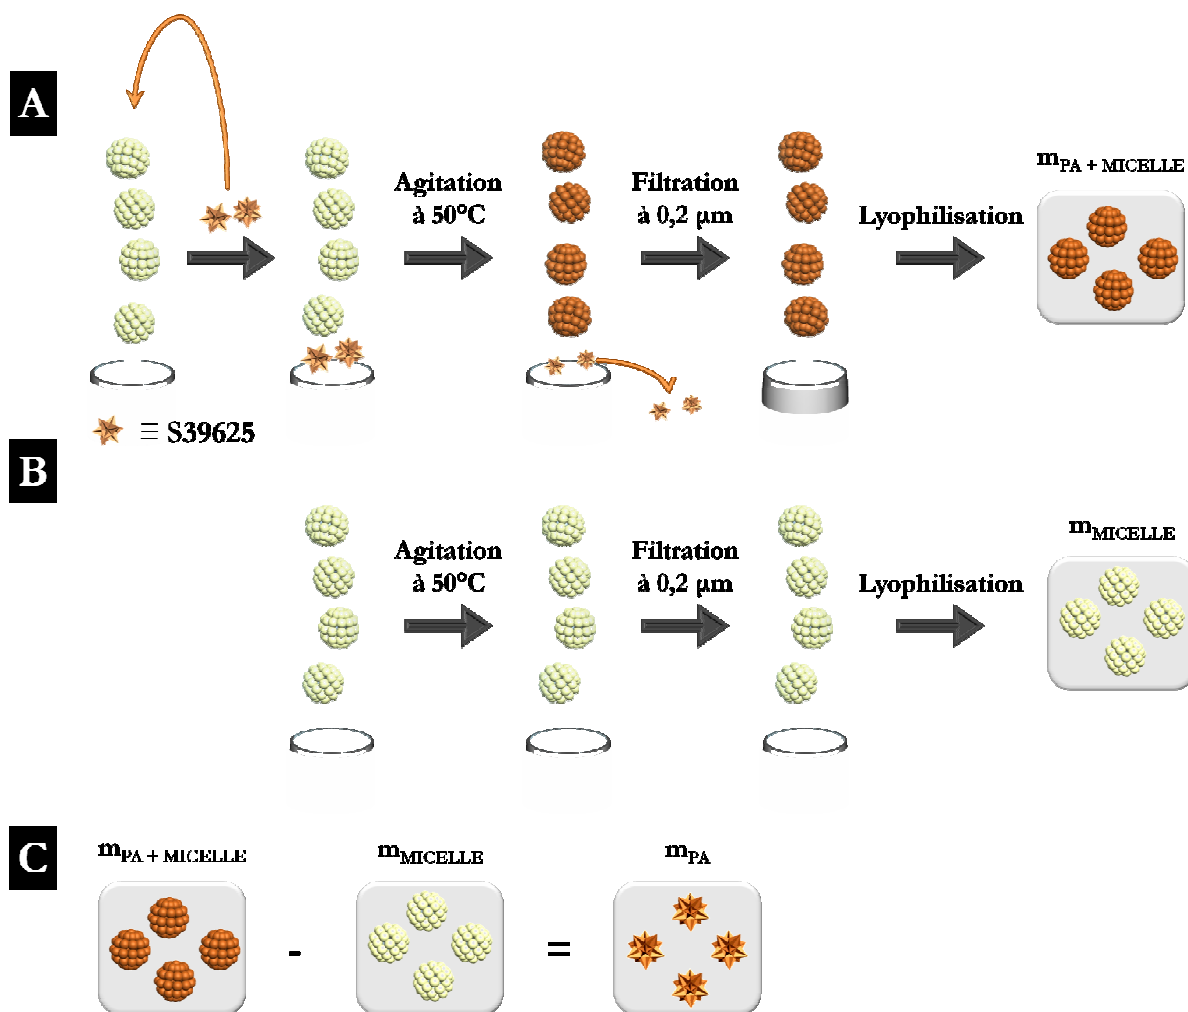 A
Agitation
à 50°C
Filtration
à 0,2 µm
Lyophilisation
mPA + MICELLE
≡ S39625
B
Agitation
à 50°C
Filtration
à 0,2 µm
Lyophilisation
mMICELLE
C
mPA + MICELLE
mMICELLE
mPA
- =